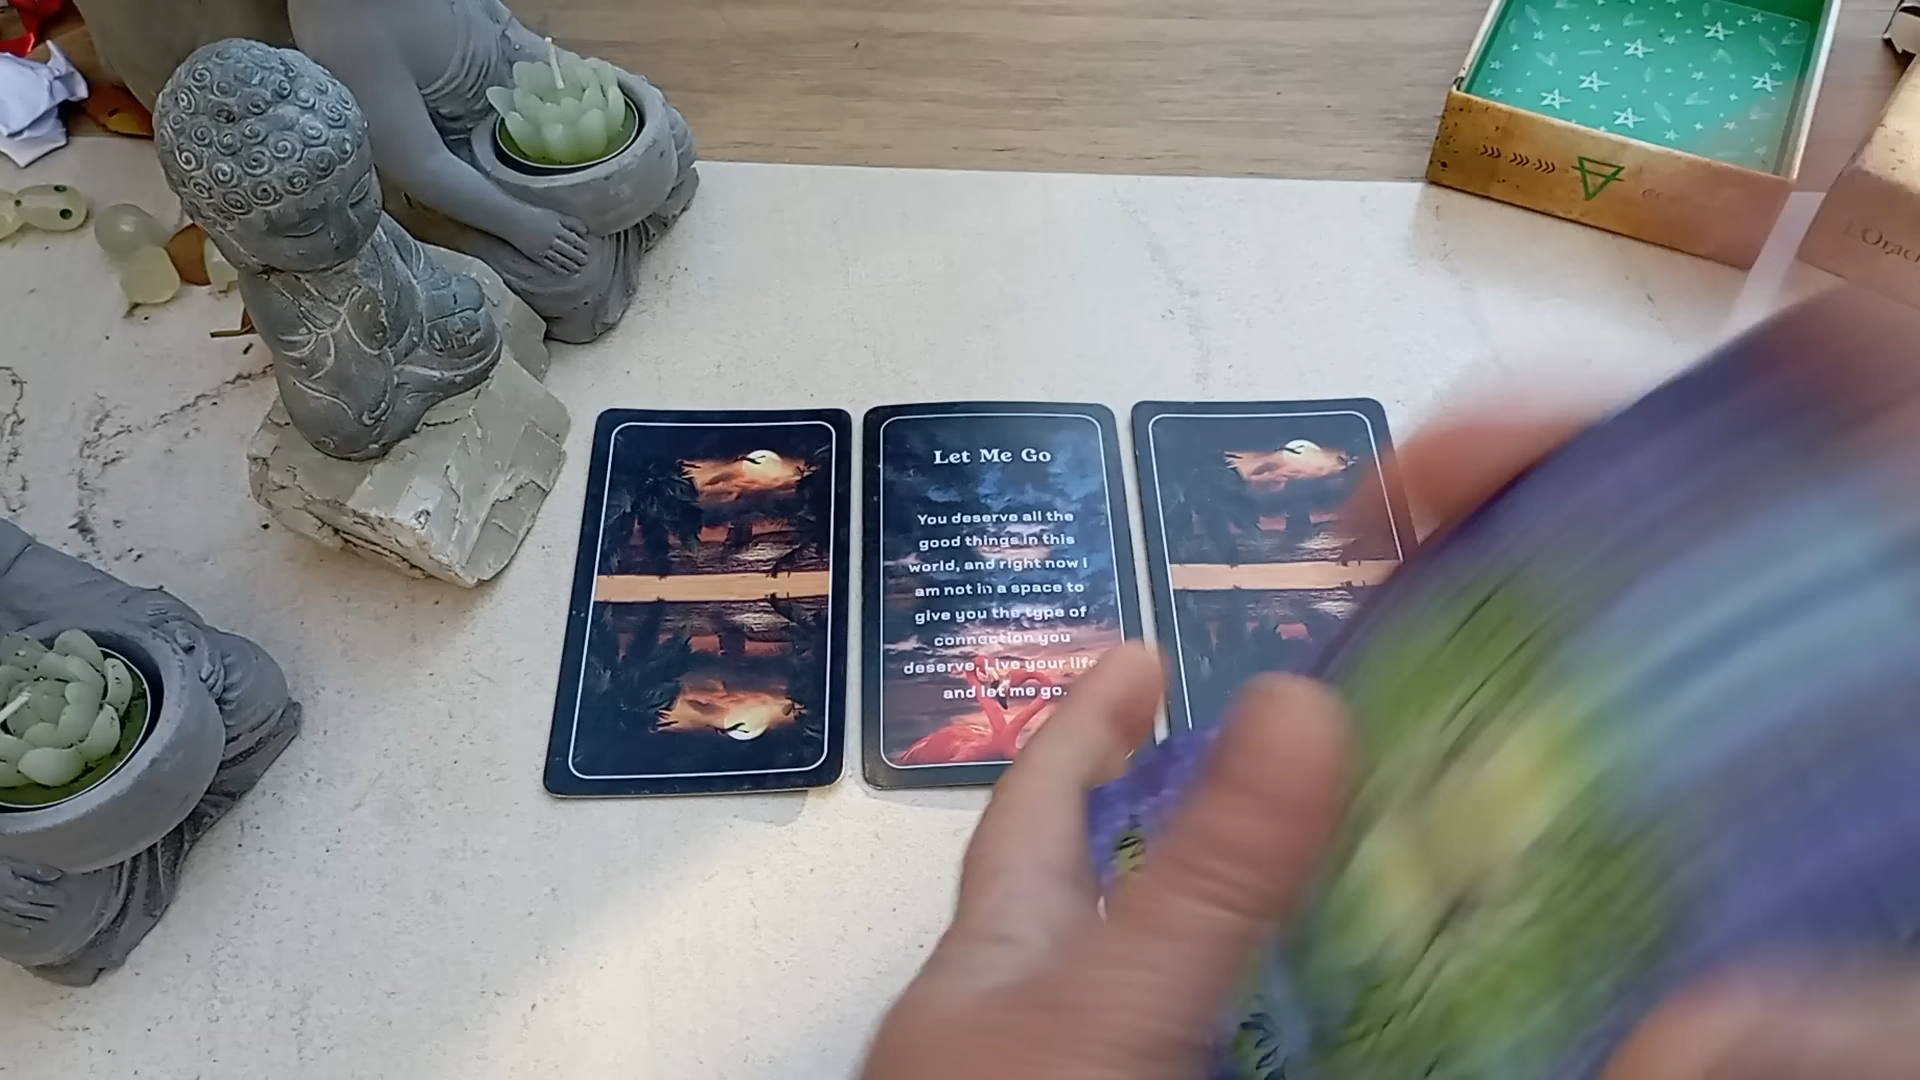 Let Me Go
You deserve all the
good things in this
world, and right now I
am not in a space to
give you the type of
connection you
deserve. Live your life
and let me go.